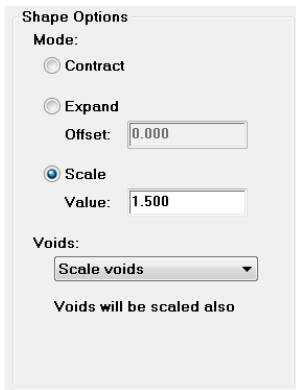 Shape Options
Mode:
Contract
Expand
Offset: 0.000
Scale
Value: 1.500
Voids:
Scale voids
Voids will be scaled also